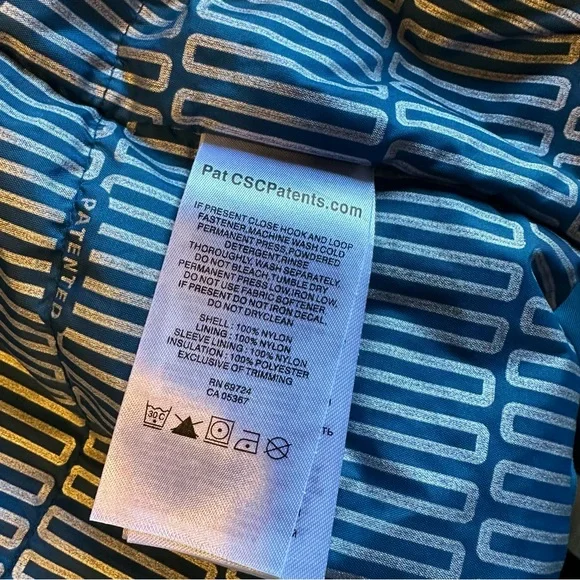 Pat CSCPatents.com
IF PRESENT CLOSE HOOK AND LOOP
FASTENER,MACHINE WASH COLD
PERMANENT PRESS, POWDERED
DETERGENT,RINSE
THOROUGHLY, WASH SEPARATELY,
DO NOT BLEACH, TUMBLE DRY
PERMANENT PRESS LOW, IRON LOW,
DO NOT USE FABRIC SOFTENER
IF PRESENT DO NOT IRON DECAL,
DO NOT DRYCLEAN
SHELL : 100% NYLON
LINING : 100% NYLON
SLEEVE LINING : 100% NYLON
INSULATION : 100% POLYESTER
EXCLUSIVE OF TRIMMING
RN 69724
CA 05367
30C
PATENTED